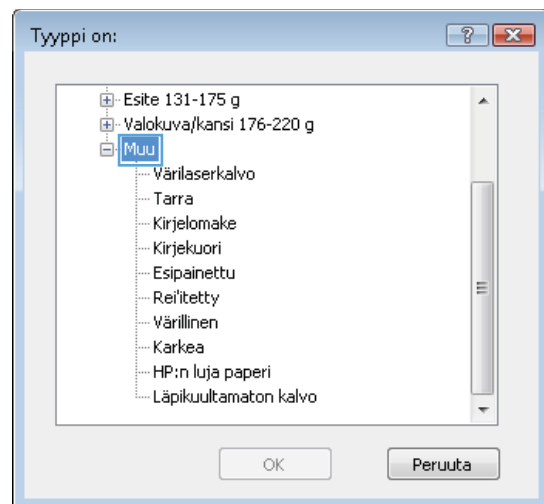 Tyyppi on:
Esite 131-175 g
Valokuva/kansi 176-220 g
Muu
Värilaserkalvo
Tarra
Kirjelomake
Kirjekuori
Esipainettu
Rei'itetty
Värillinen
Karkea
HP:n luja paperi
Läpikuultamaton kalvo
OK
Peruuta